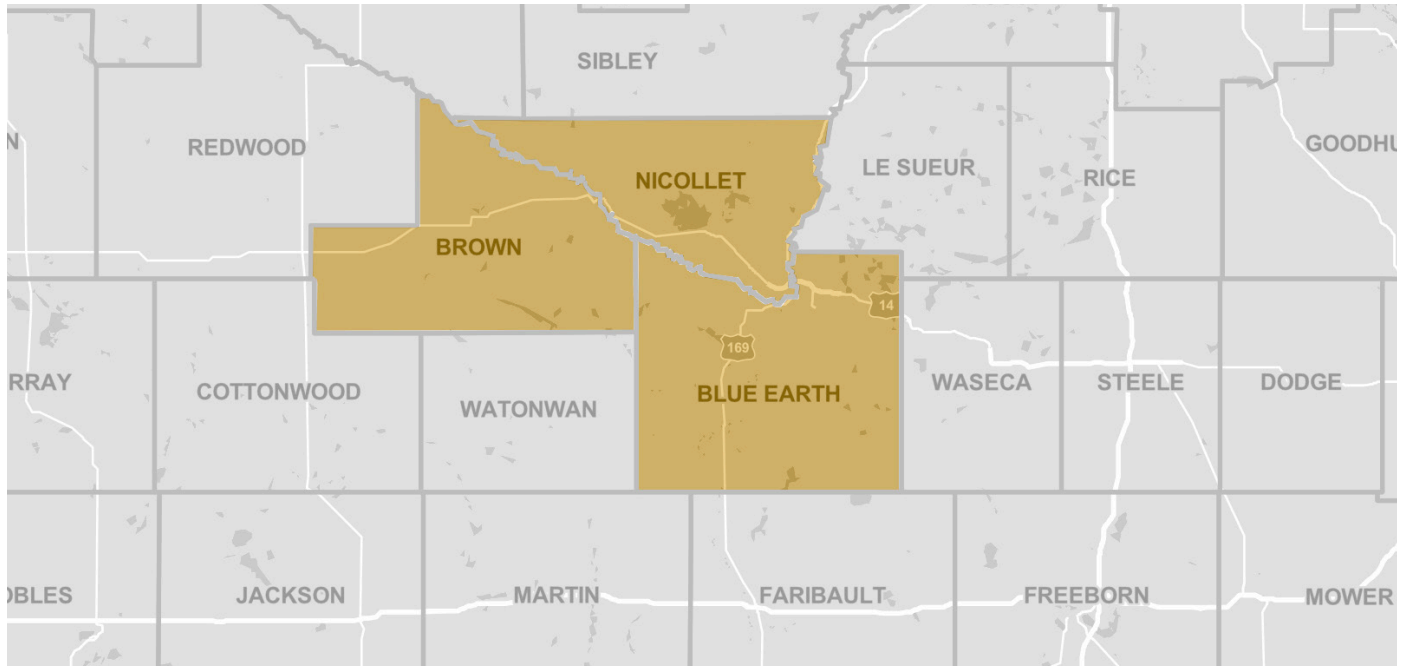 SIBLEY
REDWOOD
N
GOODHU
LE SUEUR
RICE
NICOLLET
BROWN
14
169
RRAY
COTTONWOOD
WATONWAN
BLUE EARTH
WASECA
STEELE
DODGE
OBLES
JACKSON
MARTIN
FARIBAULT
FREEBORN
MOWER